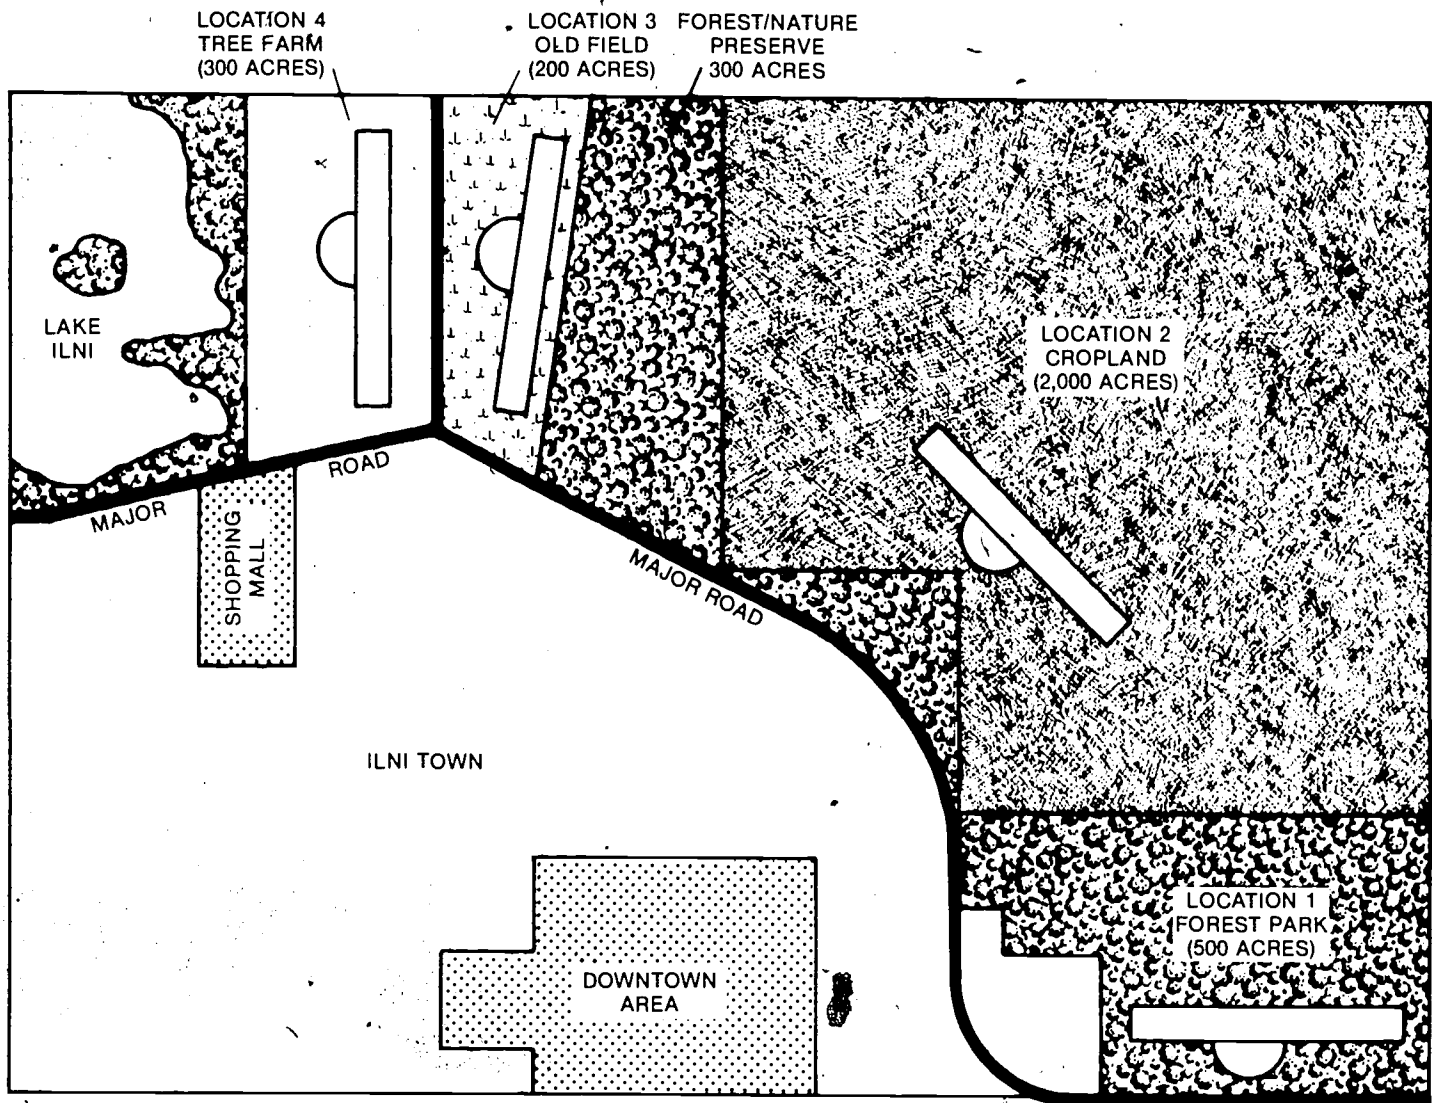 LOCATION 4
TREE FARM
(300 ACRES)
LOCATION 3
OLD FIELD
(200 ACRES)
FOREST/NATURE
PRESERVE
300 ACRES
LAKE
ILNI
LOCATION 2
CROPLAND
(2,000 ACRES)
MAJOR
ROAD
SHOPPING
MALL
MAJOR ROAD
ILNI TOWN
LOCATION 1
FOREST PARK
(500 ACRES)
DOWNTOWN
AREA